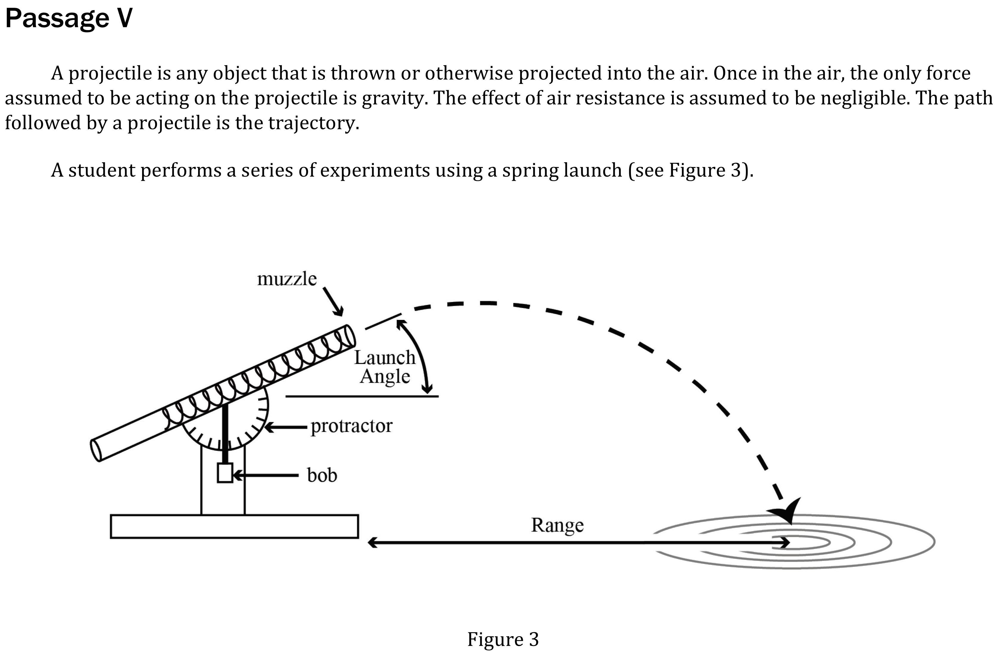 Passage V
A projectile is any object that is thrown or otherwise projected into the air. Once in the air, the only force
assumed to be acting on the projectile is gravity. The effect of air resistance is assumed to be negligible. The path
followed by a projectile is the trajectory.
A student performs a series of experiments using a spring launch (see Figure 3).
muzzle
Launch
Angle
protractor
bob
Range
Figure 3